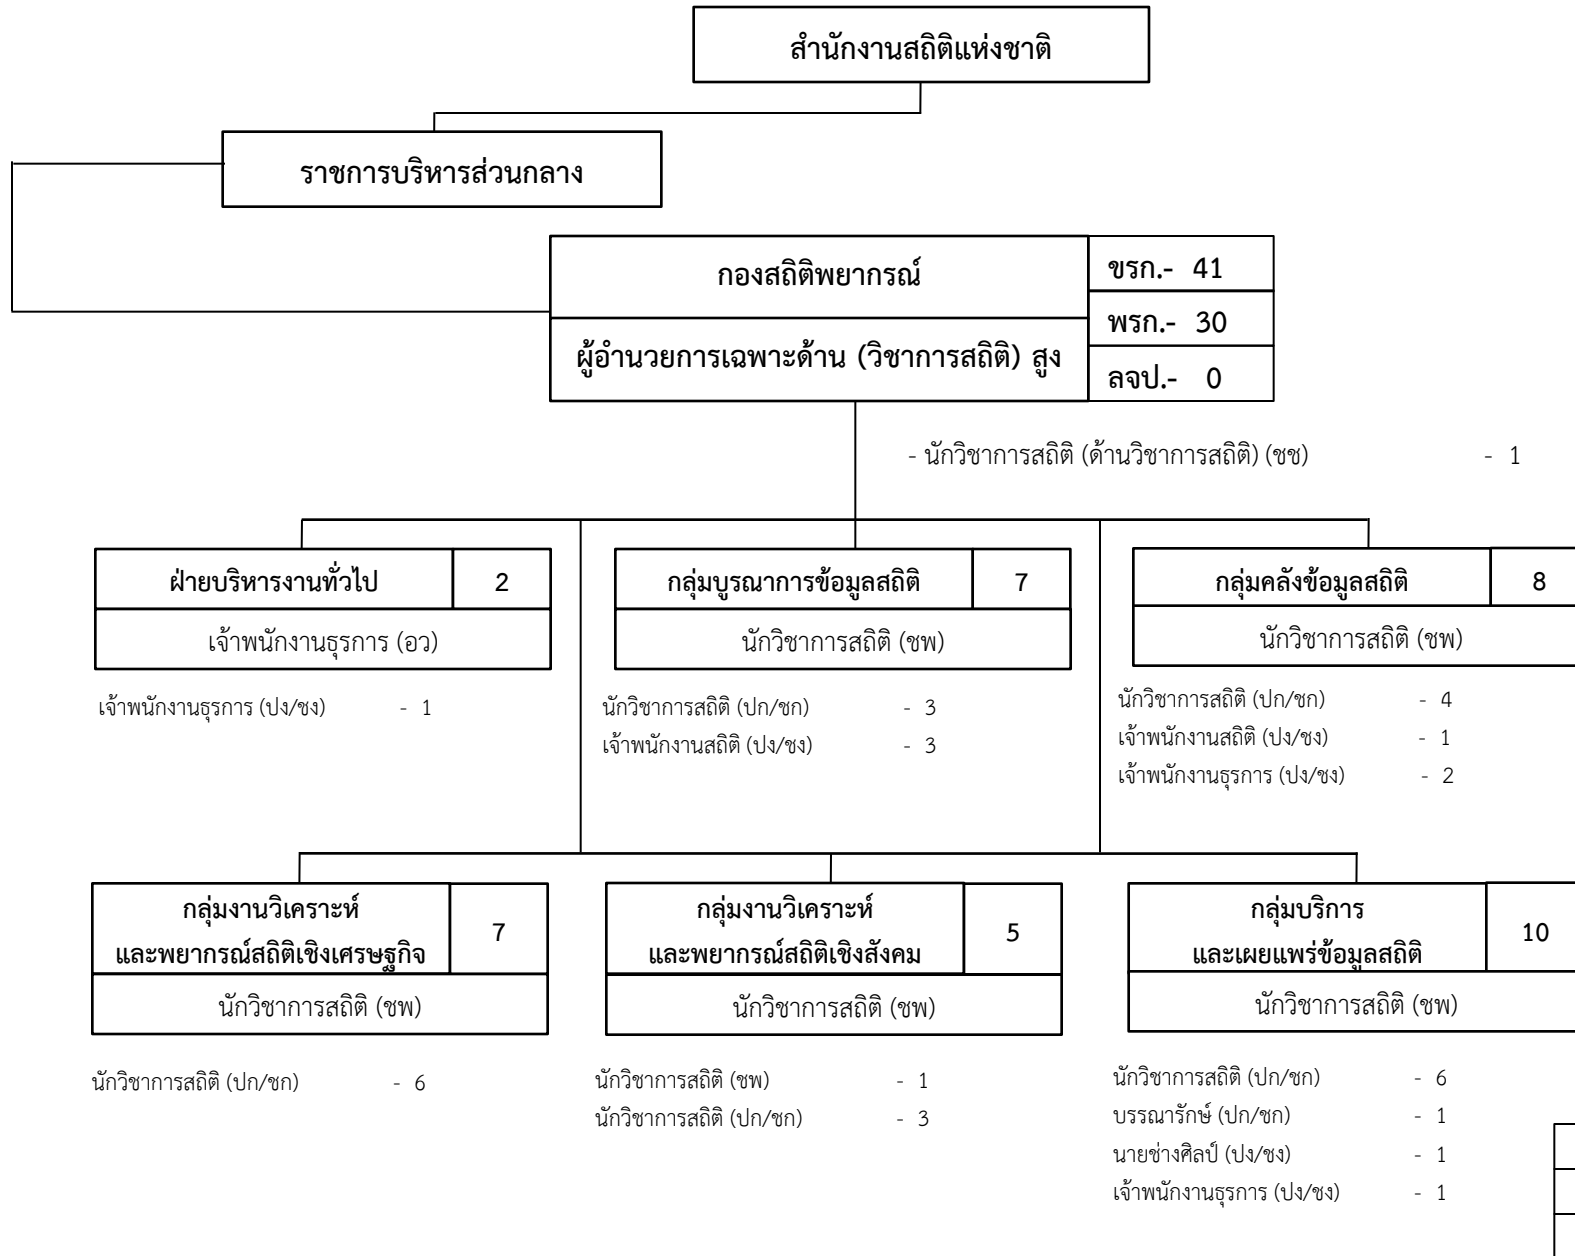 สำนักงานสถิติแห่งชาติ
ราชการบริหารส่วนกลาง
กองสถิติพยากรณ์
ขรก.- 41
พรก.- 30
ผู้อำนวยการเฉพาะด้าน (วิชาการสถิติ) สูง
ลจป.- 0
- นักวิชาการสถิติ (ด้านวิชาการสถิติ) (ชช) - 1
ฝ่ายบริหารงานทั่วไป 2
เจ้าพนักงานธุรการ (อว)
เจ้าพนักงานธุรการ (ปง/ชง) - 1
กลุ่มบูรณาการข้อมูลสถิติ 7
นักวิชาการสถิติ (ชพ)
นักวิชาการสถิติ (ปก/ชก) - 3
เจ้าพนักงานสถิติ (ปง/ชง) - 3
กลุ่มคลังข้อมูลสถิติ 8
นักวิชาการสถิติ (ชพ)
นักวิชาการสถิติ (ปก/ชก) - 4
เจ้าพนักงานสถิติ (ปง/ชง) - 1
เจ้าพนักงานธุรการ (ปง/ชง) - 2
กลุ่มงานวิเคราะห์
และพยากรณ์สถิติเชิงเศรษฐกิจ 7
นักวิชาการสถิติ (ชพ)
นักวิชาการสถิติ (ปก/ชก) - 6
กลุ่มงานวิเคราะห์
และพยากรณ์สถิติเชิงสังคม 5
นักวิชาการสถิติ (ชพ)
นักวิชาการสถิติ (ชพ) - 1
นักวิชาการสถิติ (ปก/ชก) - 3
กลุ่มบริการ
และเผยแพร่ข้อมูลสถิติ 10
นักวิชาการสถิติ (ชพ)
นักวิชาการสถิติ (ปก/ชก) - 6
บรรณารักษ์ (ปก/ชก) - 1
นายช่างศิลป์ (ปง/ชง) - 1
เจ้าพนักงานธุรการ (ปง/ชง) - 1